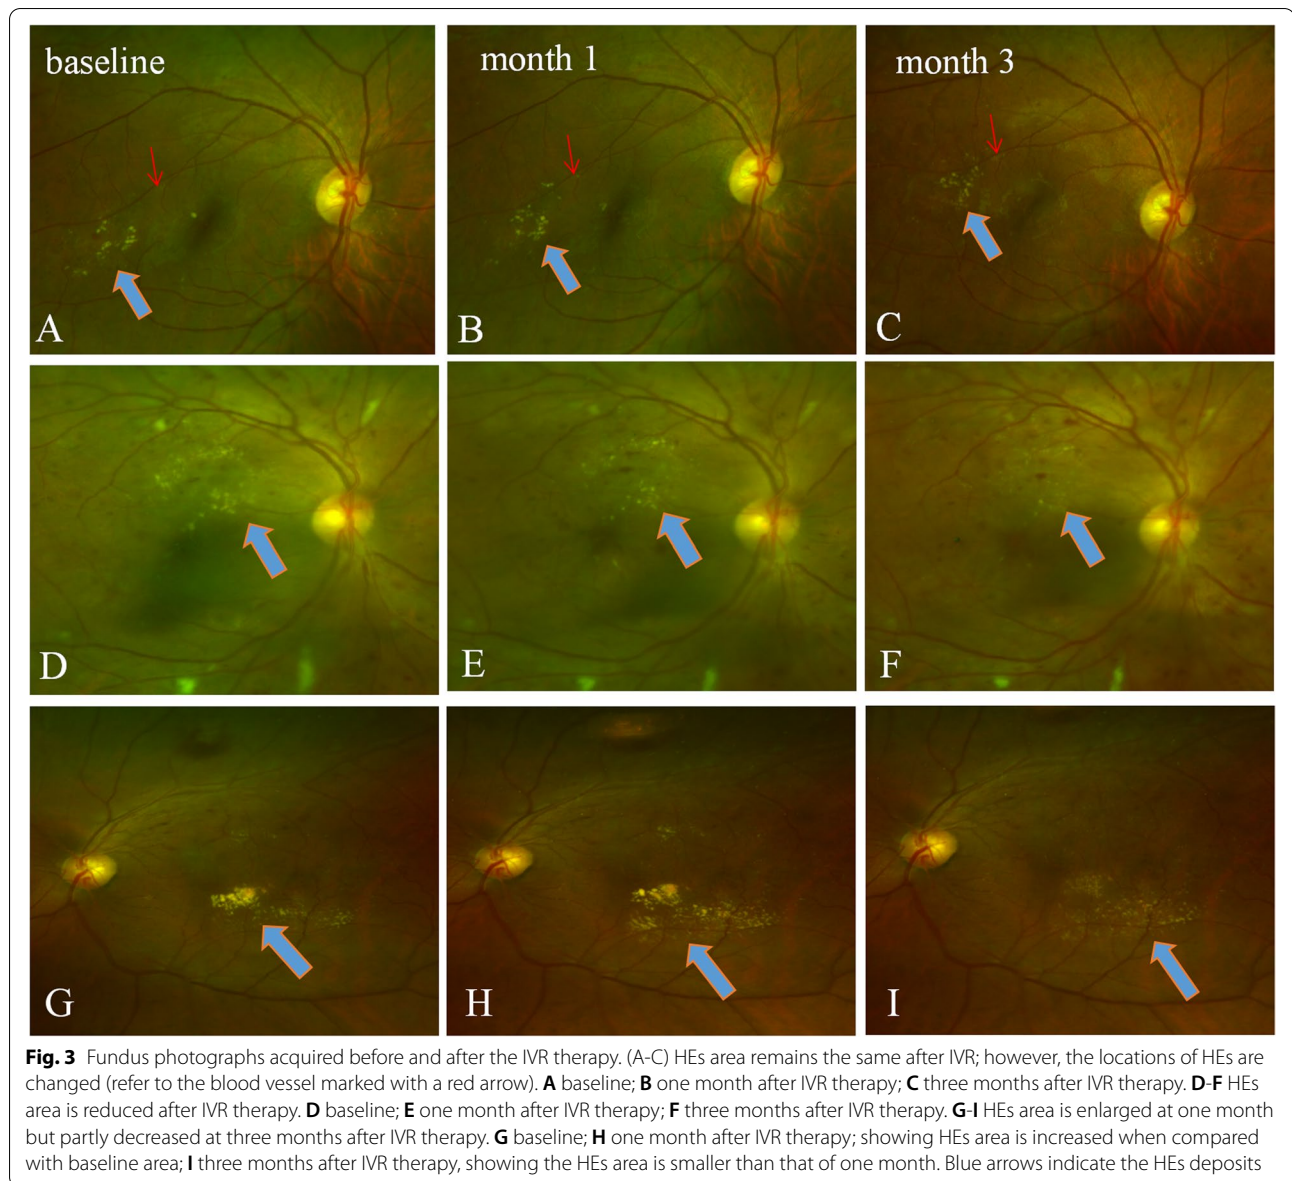 baseline
month 1
month 3
A
B
C
D
E
F
G
H
I
Fig. 3 Fundus photographs acquired before and after the IVR therapy. (A-C) HEs area remains the same after IVR; however, the locations of HEs are
changed (refer to the blood vessel marked with a red arrow). A baseline; B one month after IVR therapy; C three months after IVR therapy. D-F HEs
area is reduced after IVR therapy. D baseline; E one month after IVR therapy; F three months after IVR therapy. G-I HEs area is enlarged at one month
but partly decreased at three months after IVR therapy. G baseline; H one month after IVR therapy; showing HEs area is increased when compared
with baseline area; I three months after IVR therapy, showing the HEs area is smaller than that of one month. Blue arrows indicate the HEs deposits